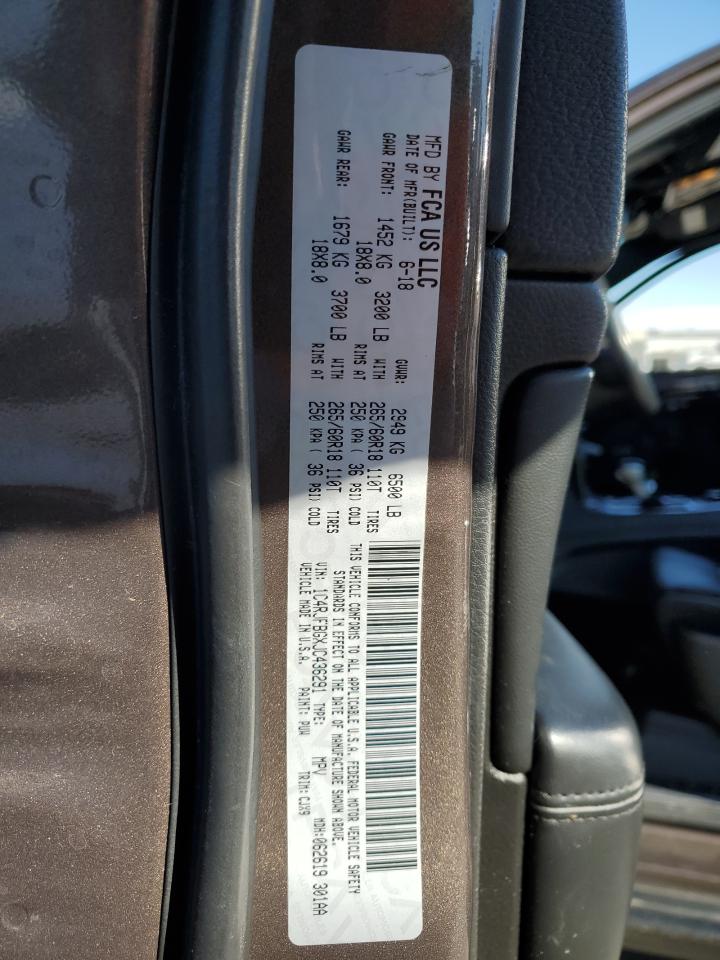 MFD BY FCA US LLC
DATE OF MFR(BUILT): 6-18 GVWR: 2949 KG 6500 LB
GAWR FRONT: 1452 KG 3200 LB WITH 265/60R18 110T TIRES
18X8.0 RIMS AT 250 KPA ( 36 PSI) COLD
GAWR REAR: 1679 KG 3700 LB WITH 265/60R18 110T TIRES
18X8.0 RIMS AT 250 KPA ( 36 PSI) COLD
THIS VEHICLE CONFORMS TO ALL APPLICABLE U.S.A. FEDERAL MOTOR VEHICLE SAFETY
STANDARDS IN EFFECT ON THE DATE OF MANUFACTURE SHOWN ABOVE.
VIN: 1C4RJFBGXJC436291 TYPE: MPV MDH:062619 301AA
VEHICLE MADE IN U.S.A. PAINT: PUW TRIM:CJX9